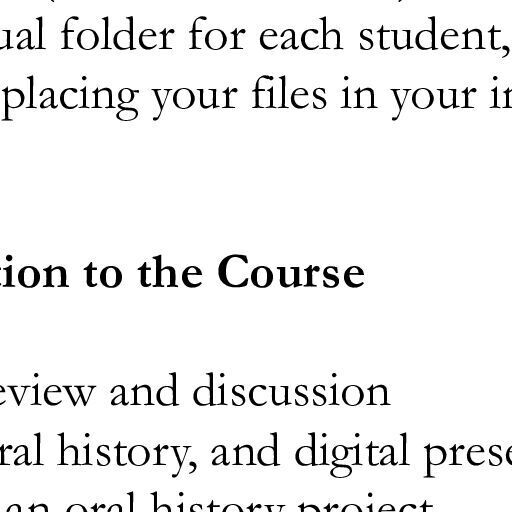 ual folder for each student,
placing your files in your in
tion to the Course
eview and discussion
ral history, and digital prese
an oral history project